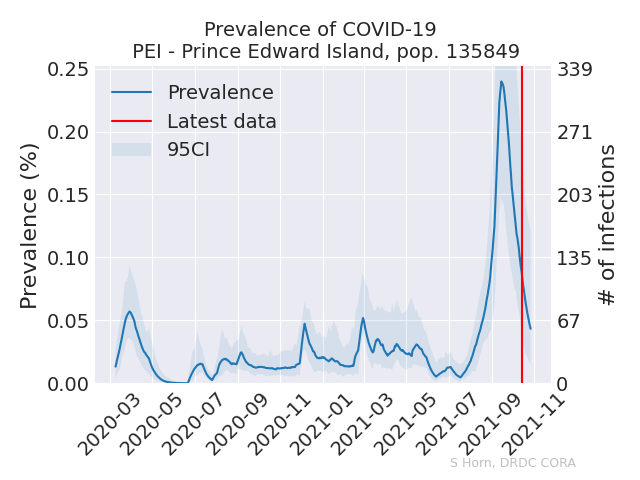 Prevalence of COVID-19
PEI - Prince Edward Island, pop. 135849
Prevalence
Latest data
95CI
Prevalence (%)
0.25
0.20
0.15
0.10
0.05
0.00
339
271
203
135
67
0
# of infections
2020-03
2020-05
2020-07
2020-09
2020-11
2021-01
2021-03
2021-05
2021-07
2021-09
2021-11
S Horn, DRDC CORA